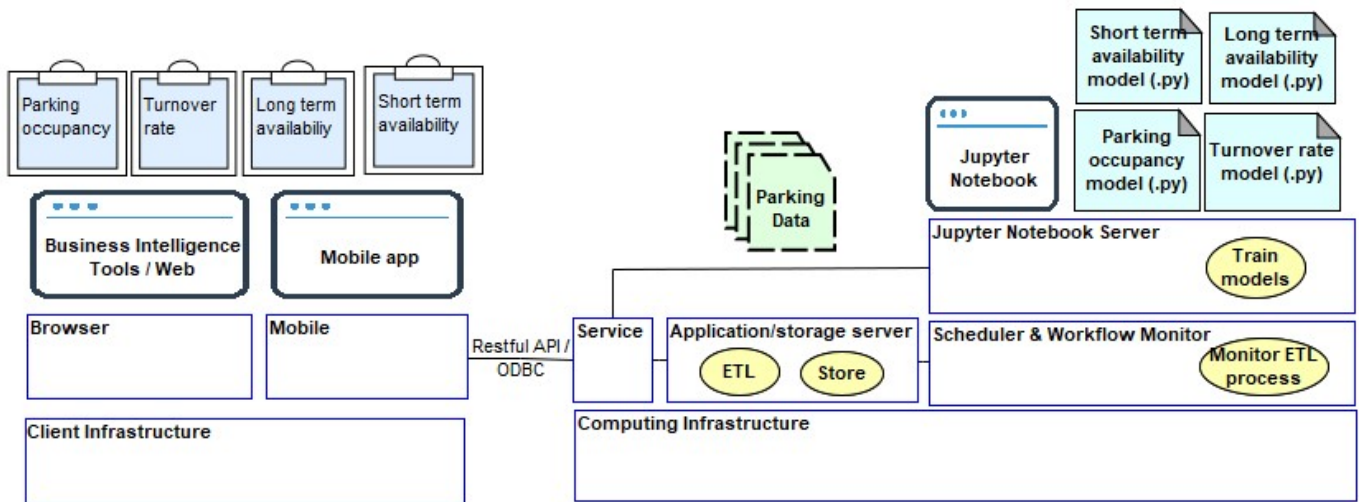 Parking
occupancy
Turnover
rate
Long term
availabiliy
Short term
availability
Business Intelligence
Tools / Web
Mobile app
Parking
Data
Jupyter
Notebook
Short term
availability
model (.py)
Long term
availability
model (.py)
Parking
occupancy
model (.py)
Turnover rate
model (.py)
Jupyter Notebook Server
Train
models
Browser
Mobile
Restful API /
ODBC
Service
Application/storage server
ETL
Store
Scheduler & Workflow Monitor
Monitor ETL
process
Client Infrastructure
Computing Infrastructure